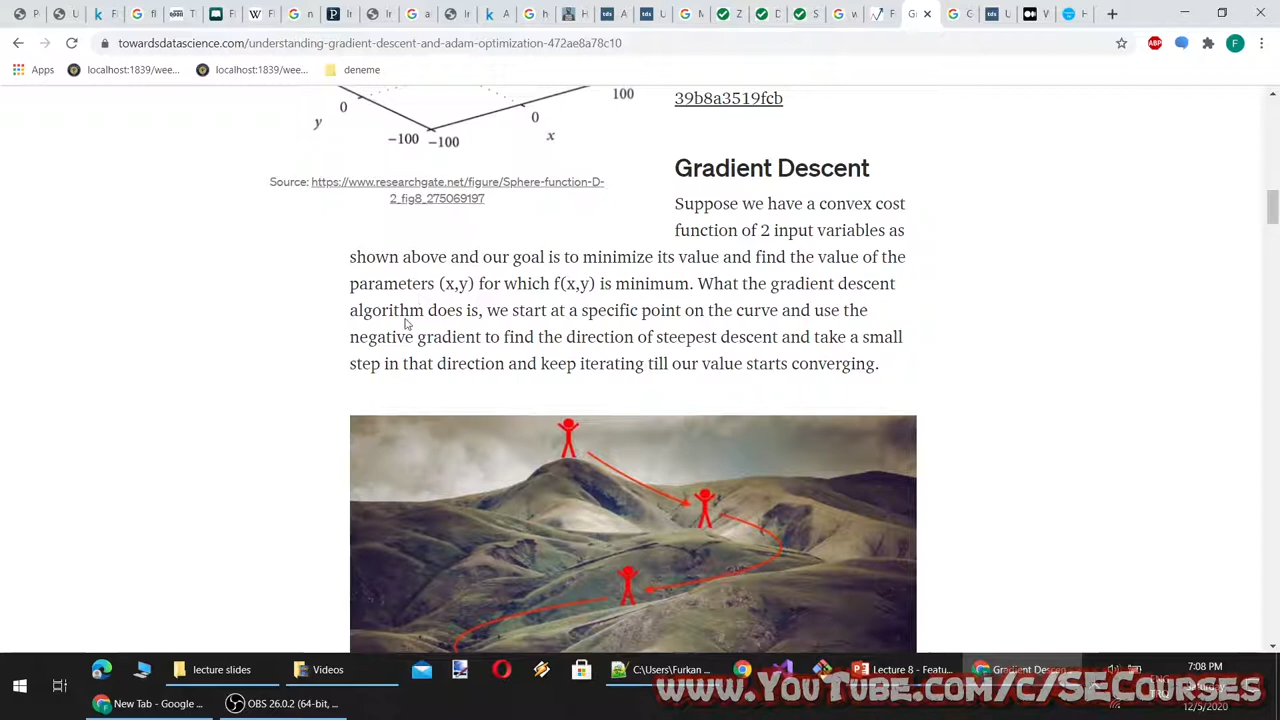 towardsdatascience.com/understanding-gradient-descent-and-adam-optimization-472ae8a78c10
Apps
localhost:1839/wee...
localhost:1839/wee...
deneme
0
y
-100
-100
0
x
100
39b8a3519fcb
Source: https://www.researchgate.net/figure/Sphere-function-D-
2_fig8_275069197
Gradient Descent
Suppose we have a convex cost
function of 2 input variables as
shown above and our goal is to minimize its value and find the value of the
parameters (x,y) for which f(x,y) is minimum. What the gradient descent
algorithm does is, we start at a specific point on the curve and use the
negative gradient to find the direction of steepest descent and take a small
step in that direction and keep iterating till our value starts converging.
lecture slides
Videos
C:\Users\Furkan ...
Lecture 8 - Featu...
Gradient Descen...
7:08 PM
New Tab - Google ...
OBS 26.0.2 (64-bit, ...
ENG
TRQ
Saturday
12/5/2020
www.YouTube.com/c/SECourses